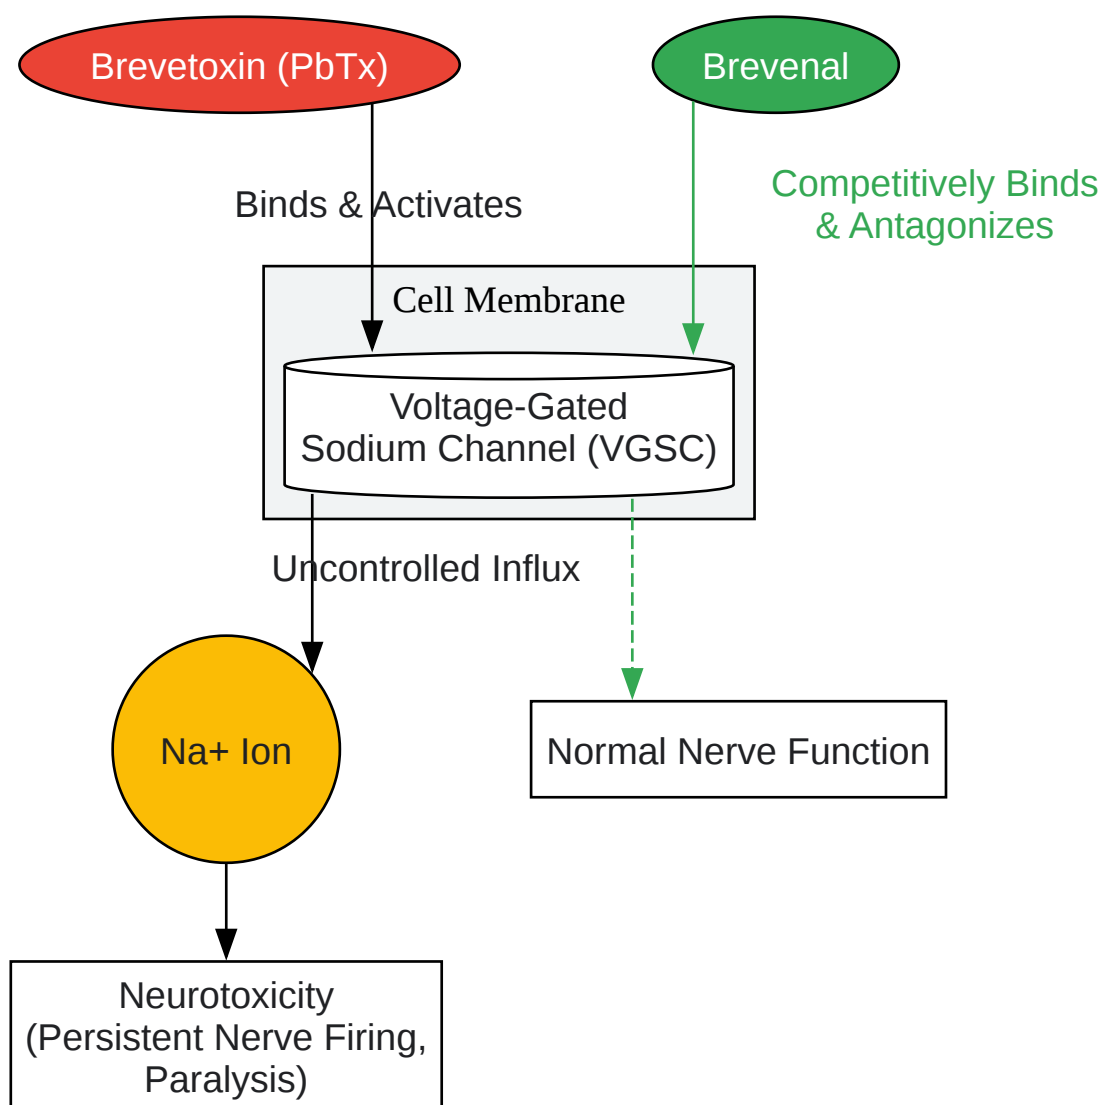 Brevetoxin (PbTx)
Brevenal
Binds & Activates
Competitively Binds
& Antagonizes
Cell Membrane
Voltage-Gated
Sodium Channel (VGSC)
Uncontrolled Influx
Na+ Ion
Normal Nerve Function
Neurotoxicity
(Persistent Nerve Firing,
Paralysis)